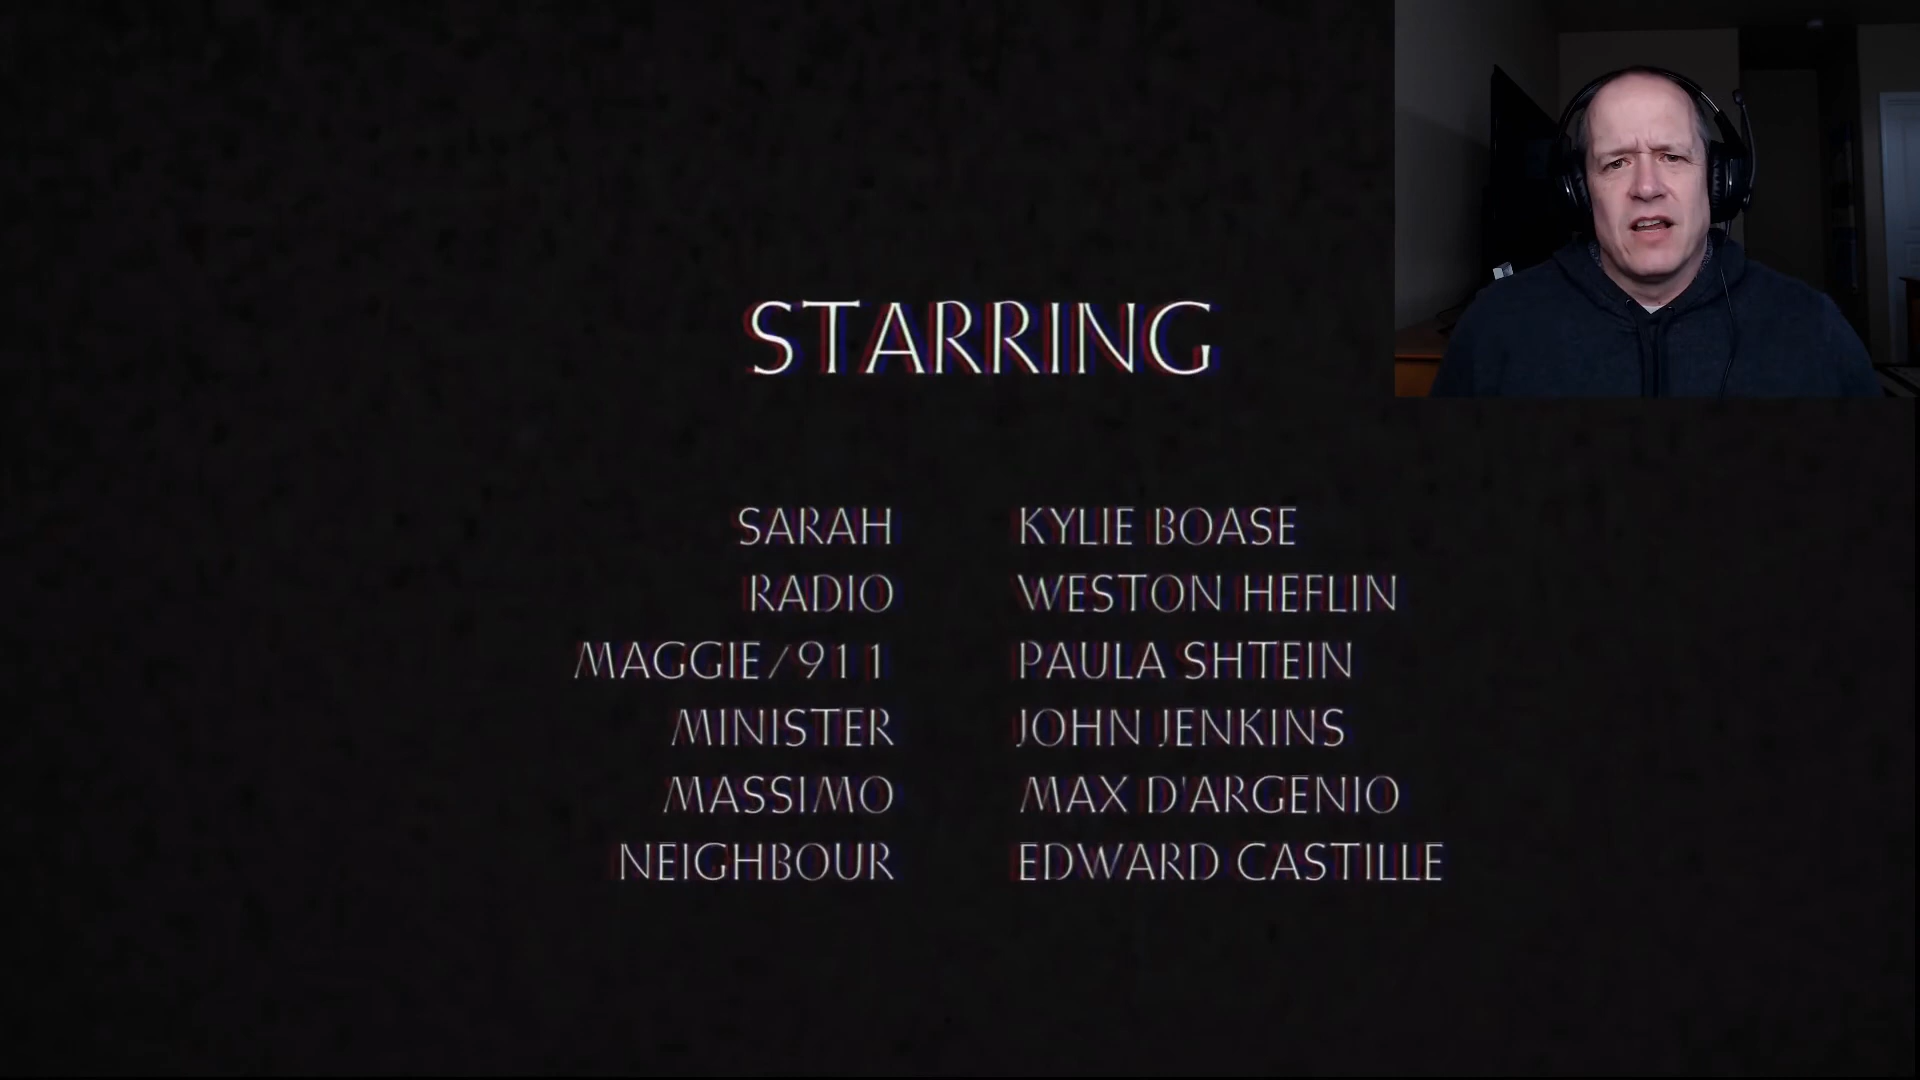 STARRING
SARAH KYLIE BOASE
RADIO WESTON HEFLIN
MAGGIE/911 PAULA SHTEIN
MINISTER JOHN JENKINS
MASSIMO MAX D'ARGENIO
NEIGHBOUR EDWARD CASTILLE